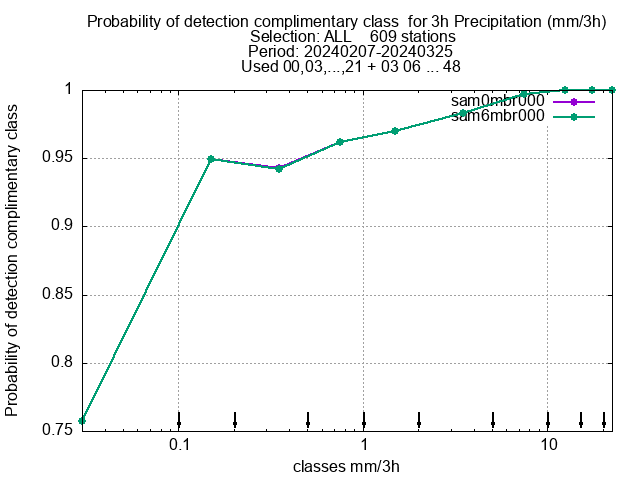 Probability of detection complimentary class  for 3h Precipitation (mm/3h)
Selection: ALL    609 stations
Period: 20240207-20240325
Used 00,03,...,21 + 03 06 ... 48
sam0mbr000
sam6mbr000
1
0.95
0.9
0.85
0.8
0.75
Probability of detection complimentary class
0.1
1
10
classes mm/3h